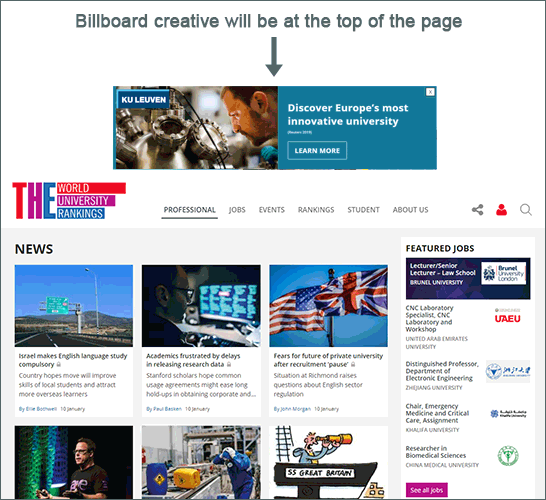 Billboard creative will be at the top of the page
KU LEUVEN
X
Discover Europe's most
innovative university
(Reuters 2019)
LEARN MORE
THE WORLD
UNIVERSITY
RANKINGS
PROFESSIONAL JOBS EVENTS RANKINGS STUDENT ABOUT US
NEWS
Israel makes English language study
compulsory
Country hopes move will improve
skills of local students and attract
more overseas learners
By Ellie Bothwell 10 January
Academics frustrated by delays
in releasing research data
Stanford scholars hope common
usage agreements might ease long
hold-ups in obtaining corporate and...
By Paul Basken 10 January
Fears for future of private university
after recruitment 'pause'
Situation at Richmond raises
questions about English sector
regulation
By John Morgan 10 January
SS GREAT BRITAIN
FEATURED JOBS
Lecturer/Senior
Lecturer – Law School
BRUNEL UNIVERSITY
Brunel
University
London
CNC Laboratory
Specialist, CNC
Laboratory and
Workshop
UNITED ARAB EMIRATES
UNIVERSITY
UAEU
Distinguished Professor,
Department of
Electronic Engineering
ZHEJIANG UNIVERSITY
Chair, Emergency
Medicine and Critical
Care, Assignment
KHALIFA UNIVERSITY
Researcher in
Biomedical Sciences
CHINA MEDICAL UNIVERSITY
See all jobs